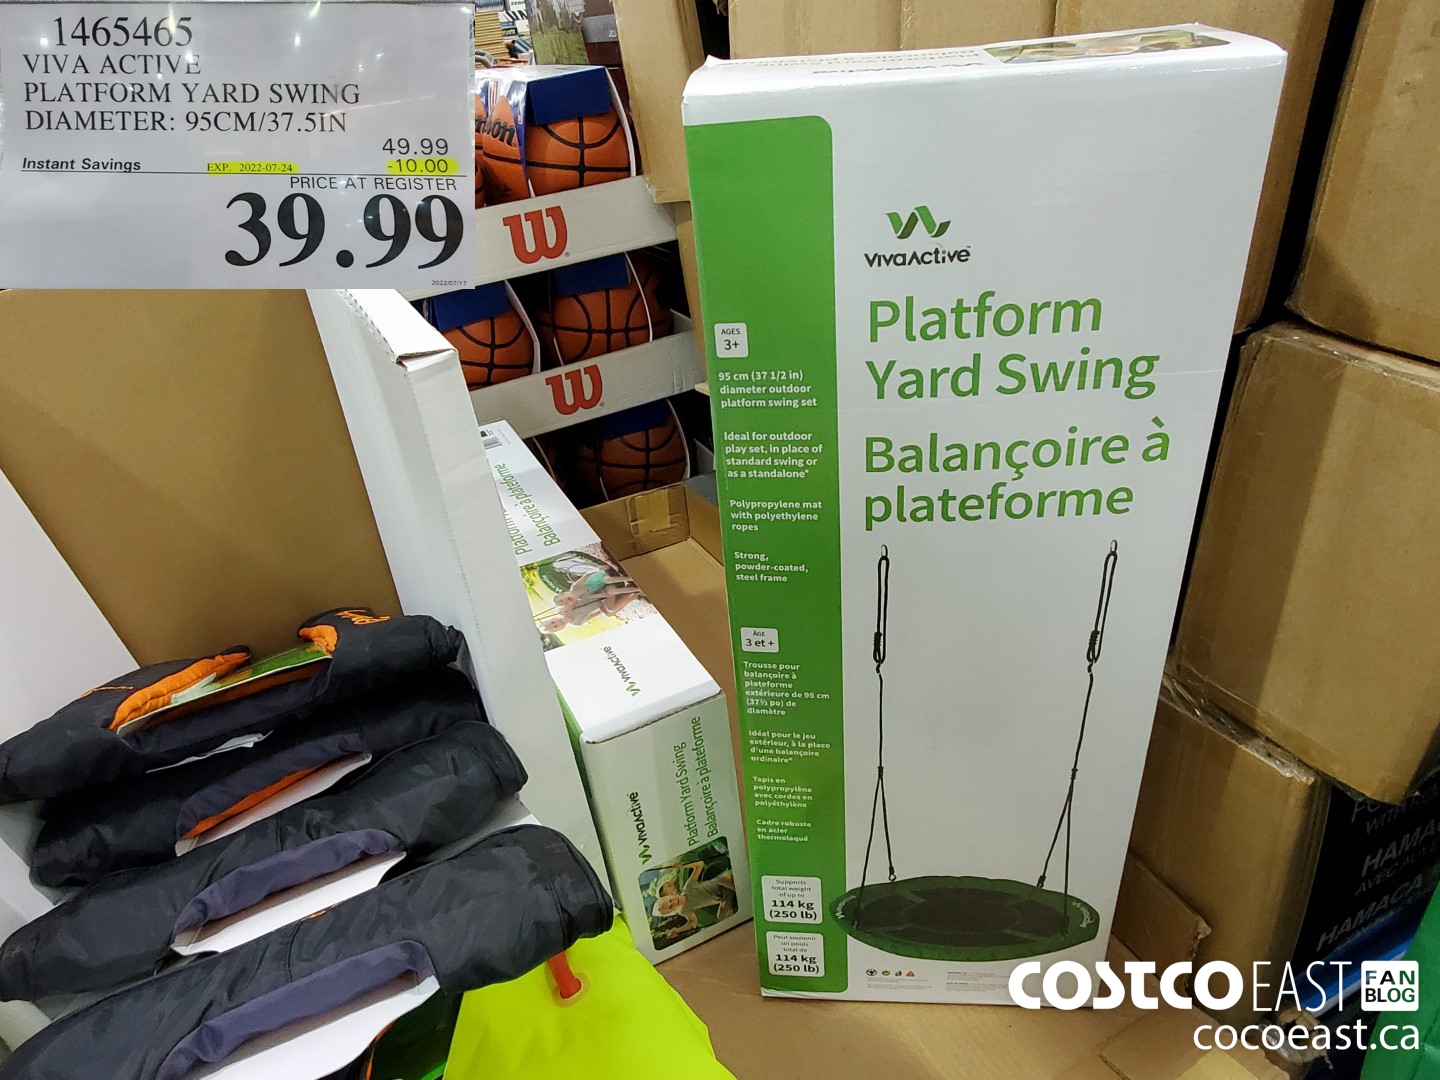 1465465
VIVA ACTIVE
PLATFORM YARD SWING
DIAMETER: 95CM/37.5IN
49.99
Instant Savings EXP. 2022-07-24 -10.00
PRICE AT REGISTER
39.99
2022/07/17
W
W
VivaActive
Platform
Yard Swing
Balançoire à
plateforme
AGES
3+
95 cm (37 1/2 in)
diameter outdoor
platform swing set
Ideal for outdoor
play set, in place of
standard swing or
as a standalone*
Polypropylene mat
with polyethylene
ropes
Strong,
powder-coated,
steel frame
ÂGE
3 et +
Trousse pour
balançoire à
plateforme
extérieure de 95 cm
(37½ po) de
diamètre
Idéal pour le jeu
extérieur, à la place
d'une balançoire
ordinaire*
Tapis en
polypropylène
avec cordes en
polyéthylène
Cadre robuste
en acier
thermolaqué
Supports
total weight
of up to
114 kg
(250 lb)
Peut soutenir
un poids
total de
114 kg
(250 lb)
Balançoire à plateforme
VivaActive
VivaActive
Platform Yard Swing
Balançoire à plateforme
HAMAC
COSTCO EAST FAN BLOG
cocoeast.ca